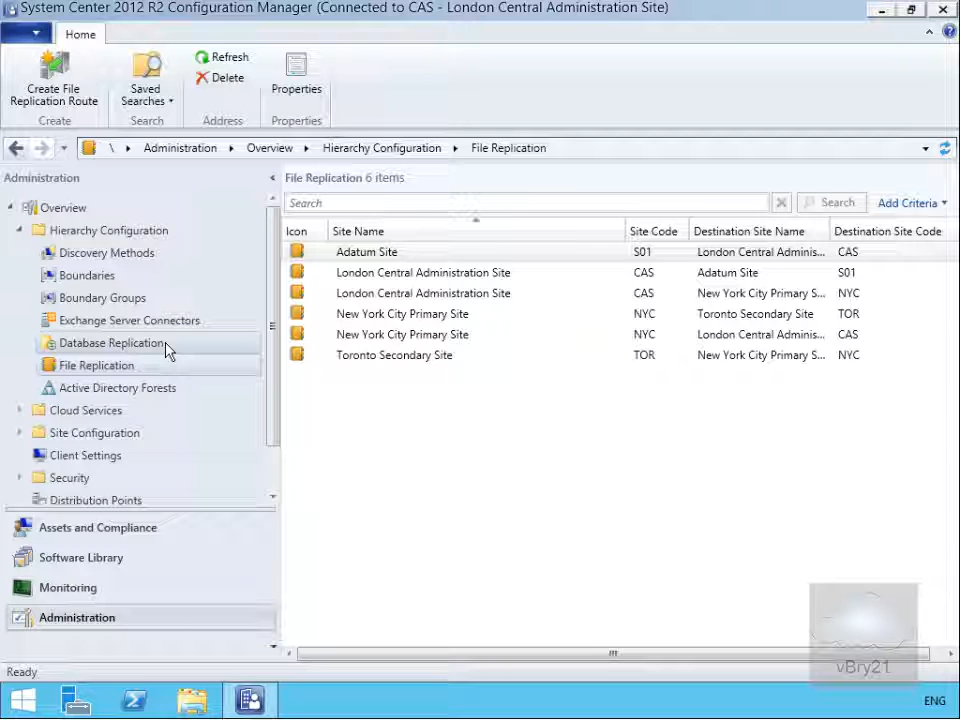 System Center 2012 R2 Configuration Manager (Connected to CAS - London Central Administration Site)
Home
Create File
Replication Route
Saved
Searches
Refresh
Delete
Properties
Create
Search
Address
Properties
\ Administration Overview Hierarchy Configuration File Replication
Administration
Overview
Hierarchy Configuration
Discovery Methods
Boundaries
Boundary Groups
Exchange Server Connectors
Database Replication
File Replication
Active Directory Forests
Cloud Services
Site Configuration
Client Settings
Security
Distribution Points
Assets and Compliance
Software Library
Monitoring
Administration
File Replication 6 items
Search Search Add Criteria
Icon Site Name Site Code Destination Site Name Destination Site Code
Adatum Site S01 London Central Adminis... CAS
London Central Administration Site CAS Adatum Site S01
London Central Administration Site CAS New York City Primary S... NYC
New York City Primary Site NYC Toronto Secondary Site TOR
New York City Primary Site NYC London Central Adminis... CAS
Toronto Secondary Site TOR New York City Primary S... NYC
vBry21
Ready
ENG